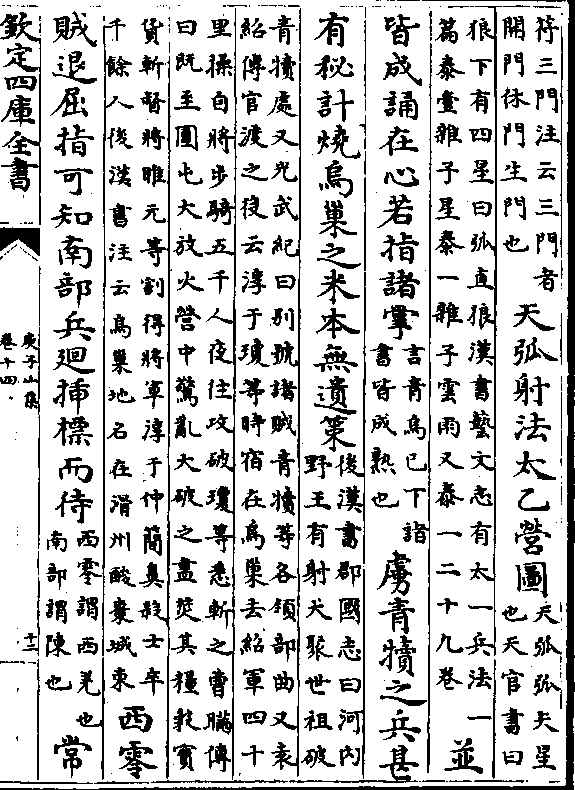 符三門注云三門者
開門休門生門也
天弧射法太乙營圖
天弧弧矢星
也天官書曰
狼下有四星曰弧直狼漢書藝文志有太一兵法一
篇泰壹雜子星泰一雜子雲雨又泰一二十九卷
並
皆成誦在心若指諸掌
言青烏已下諸
書皆成熟也
虜青犢之兵甚
有秘計燒烏巢之米本無遺策
後漢書郡國志曰河内
野王有射犬聚世祖破
青犢處又光武紀曰别號諸賊青犢等各領部曲又袁
紹傳官渡之役云淳于瓊等時宿在烏巢去紹軍四十
里操自將步騎五千人夜往攻破瓊等悉斬之曹瞞傳
曰既至圍屯大放火營中驚亂大破之盡燔其糧穀寶
貨斬督將睢元等割得將軍淳于仲簡鼻殺士卒
千餘人後漢書注云烏巢地名在滑州酸棗城東
西零
賊退屈指可知南部兵迴揷標而待
西零謂西羌也
南部謂陳也
常
欽定四庫全書
庾子山集
卷十四
十三